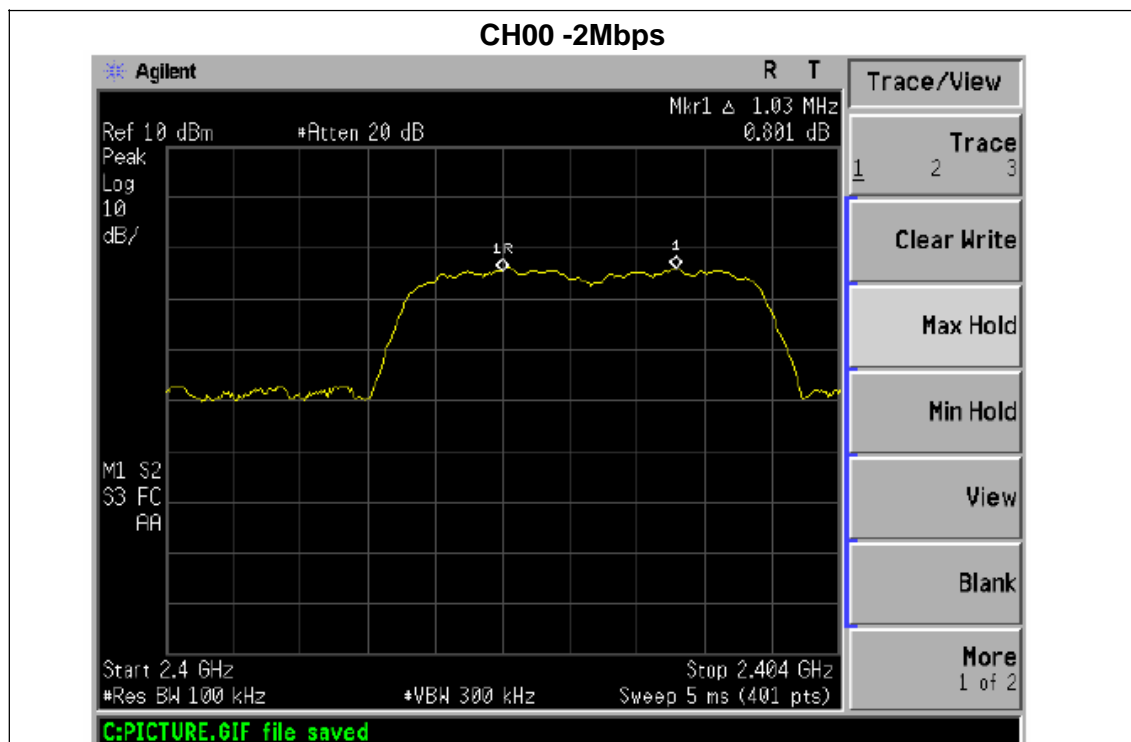 CH00 -2Mbps
Agilent R T
Mkr1 Δ 1.03 MHz
Ref 10 dBm #Atten 20 dB 0.801 dB
Peak
Log
10
dB/
1R
1
M1 S2
S3 FC
AA
Start 2.4 GHz Stop 2.404 GHz
#Res BW 100 kHz #VBW 300 kHz Sweep 5 ms (401 pts)
C:PICTURE.GIF file saved
Trace/View
Trace
1 2 3
Clear Write
Max Hold
Min Hold
View
Blank
More
1 of 2